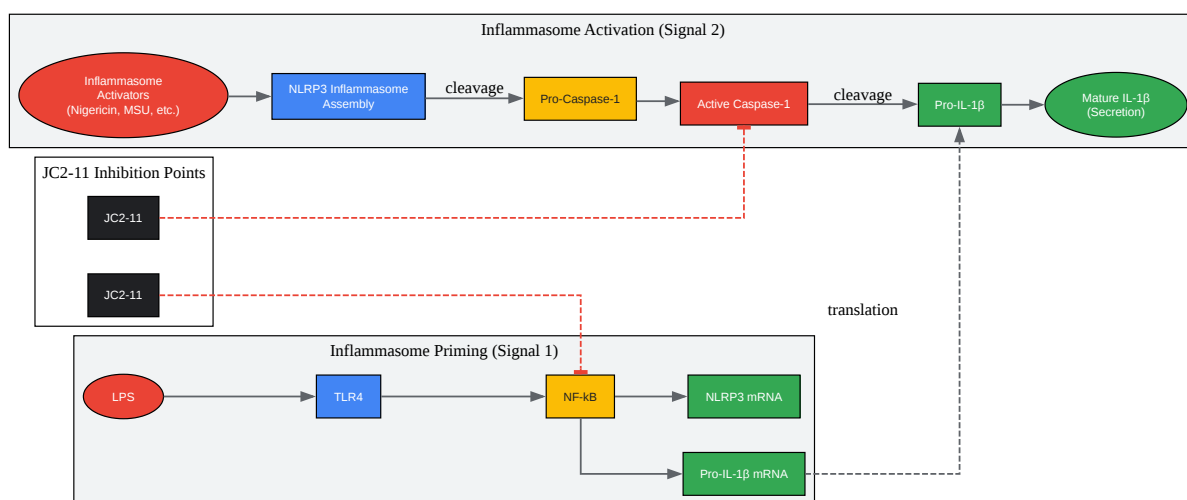 Inflammasome Activation (Signal 2)
Inflammasome
Activators
(Nigericin, MSU, etc.)
NLRP3 Inflammasome
Assembly
cleavage
Pro-Caspase-1
Active Caspase-1
cleavage
Pro-IL-1β
Mature IL-1β
(Secretion)
JC2-11 Inhibition Points
JC2-11
JC2-11
translation
Inflammasome Priming (Signal 1)
LPS
TLR4
NF-kB
NLRP3 mRNA
Pro-IL-1β mRNA